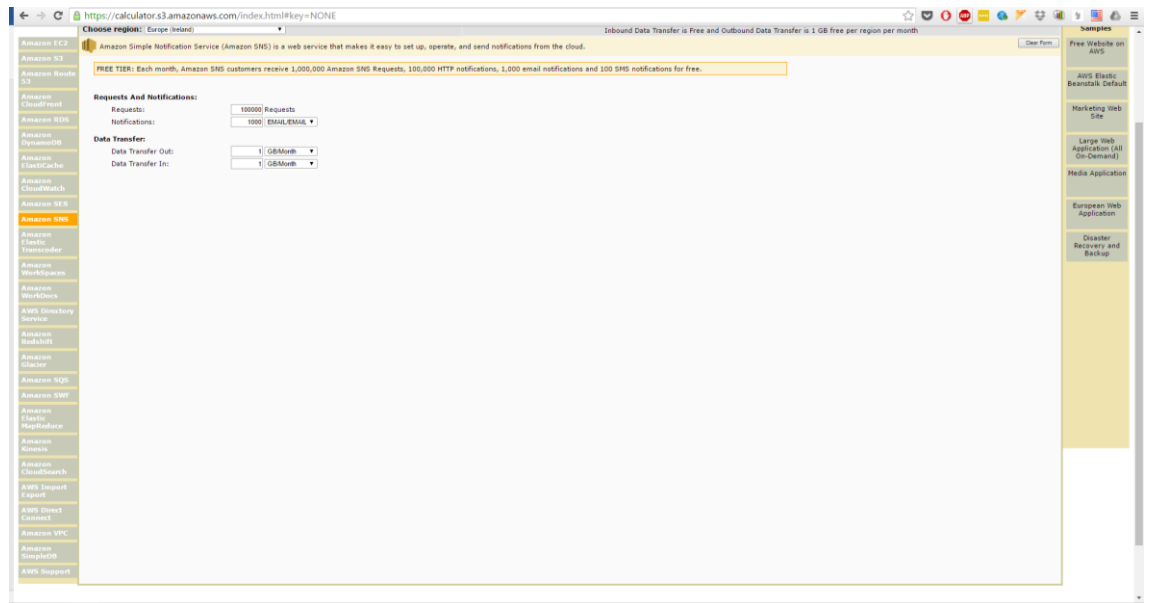 https://calculator.s3.amazonaws.com/index.html#key=NONE
Choose region: Europe (Ireland)
Inbound Data Transfer is Free and Outbound Data Transfer is 1 GB free per region per month
Amazon EC2
Amazon S3
Amazon Route
53
Amazon
CloudFront
Amazon RDS
Amazon
DynamoDB
Amazon
ElastiCache
Amazon
CloudWatch
Amazon SES
Amazon SNS
Amazon
Elastic
Transcoder
Amazon
WorkSpaces
Amazon
WorkDocs
AWS Directory
Service
Amazon
Redshift
Amazon
Glacier
Amazon SQS
Amazon SWF
Amazon
Elastic
MapReduce
Amazon
Kinesis
Amazon
CloudSearch
AWS Import
Export
AWS Direct
Connect
Amazon VPC
Amazon
SimpleDB
AWS Support
Amazon Simple Notification Service (Amazon SNS) is a web service that makes it easy to set up, operate, and send notifications from the cloud.
Clear Form
FREE TIER: Each month, Amazon SNS customers receive 1,000,000 Amazon SNS Requests, 100,000 HTTP notifications, 1,000 email notifications and 100 SMS notifications for free.
Requests And Notifications:
Requests: 100000 Requests
Notifications: 1000 EMAIL/EMAIL
Data Transfer:
Data Transfer Out: 1 GB/Month
Data Transfer In: 1 GB/Month
Samples
Free Website on
AWS
AWS Elastic
Beanstalk Default
Marketing Web
Site
Large Web
Application (All
On-Demand)
Media Application
European Web
Application
Disaster
Recovery and
Backup